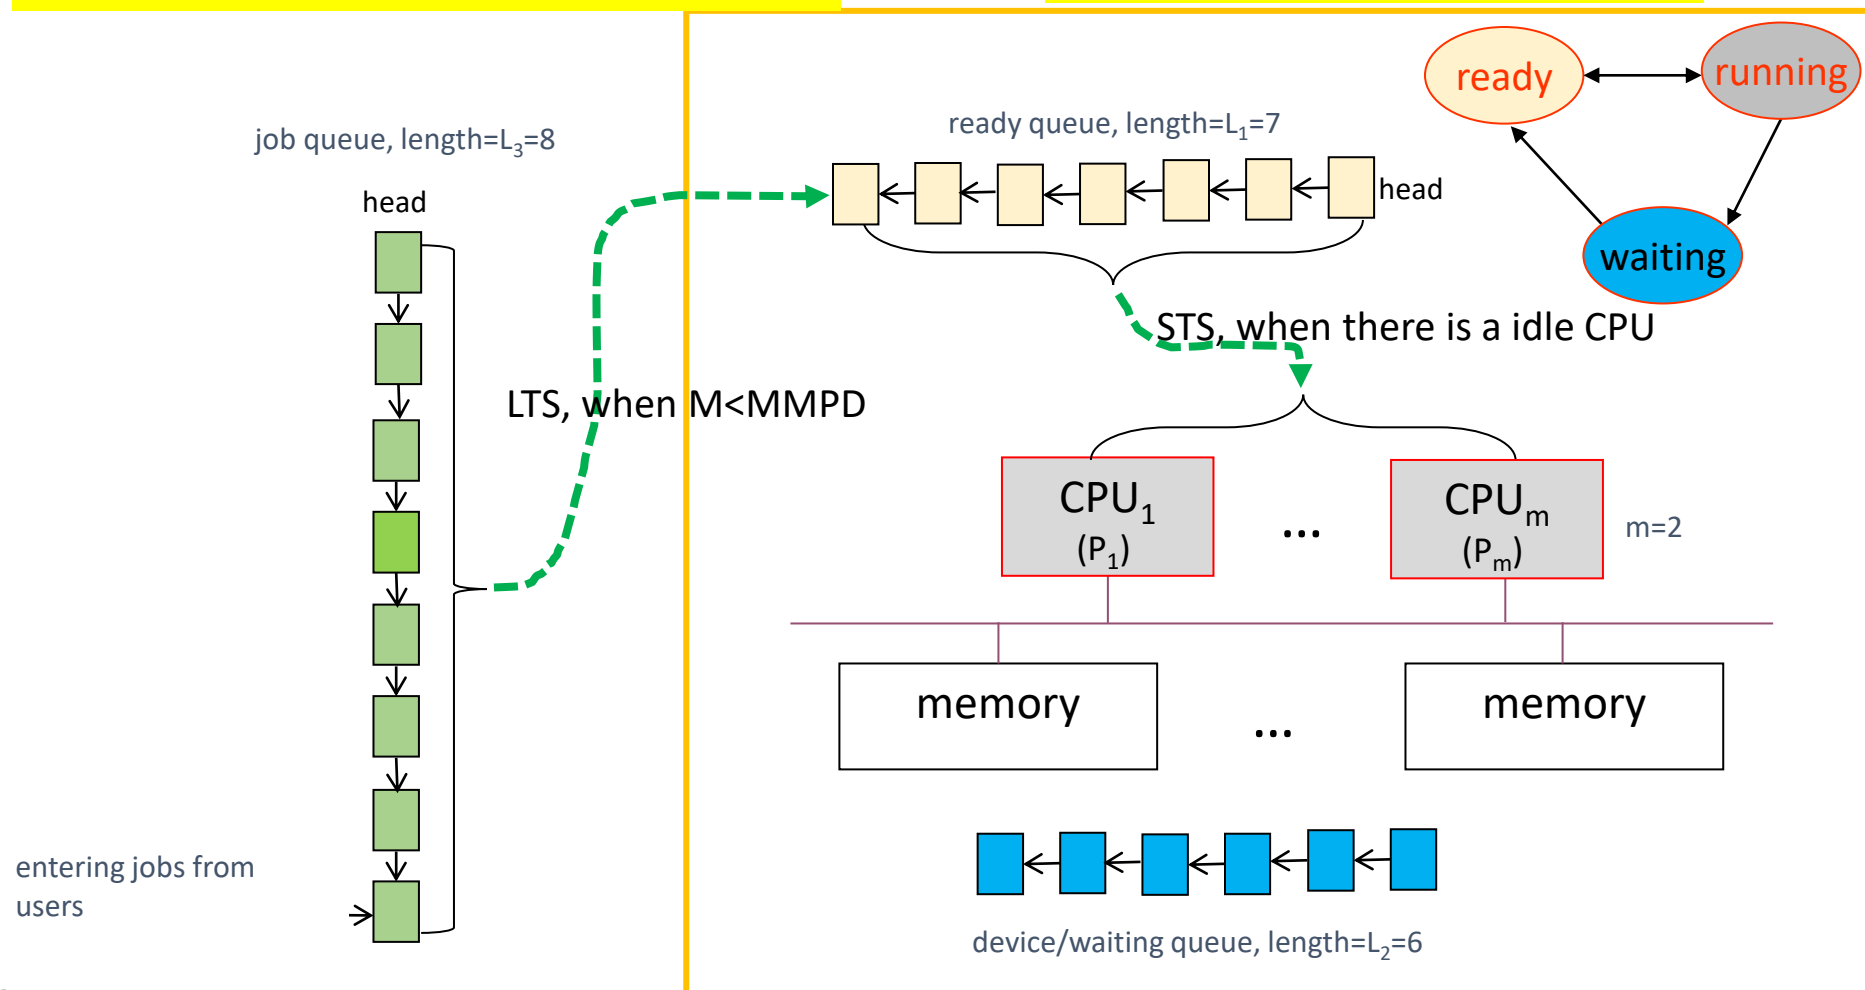 job queue, length=L₃=8
head
entering jobs from
users
LTS, when M<MMPD
ready queue, length=L₁=7
head
ready
running
waiting
STS, when there is a idle CPU
CPU₁
(P₁)
...
CPUₘ
(Pₘ)
m=2
memory
...
memory
device/waiting queue, length=L₂=6